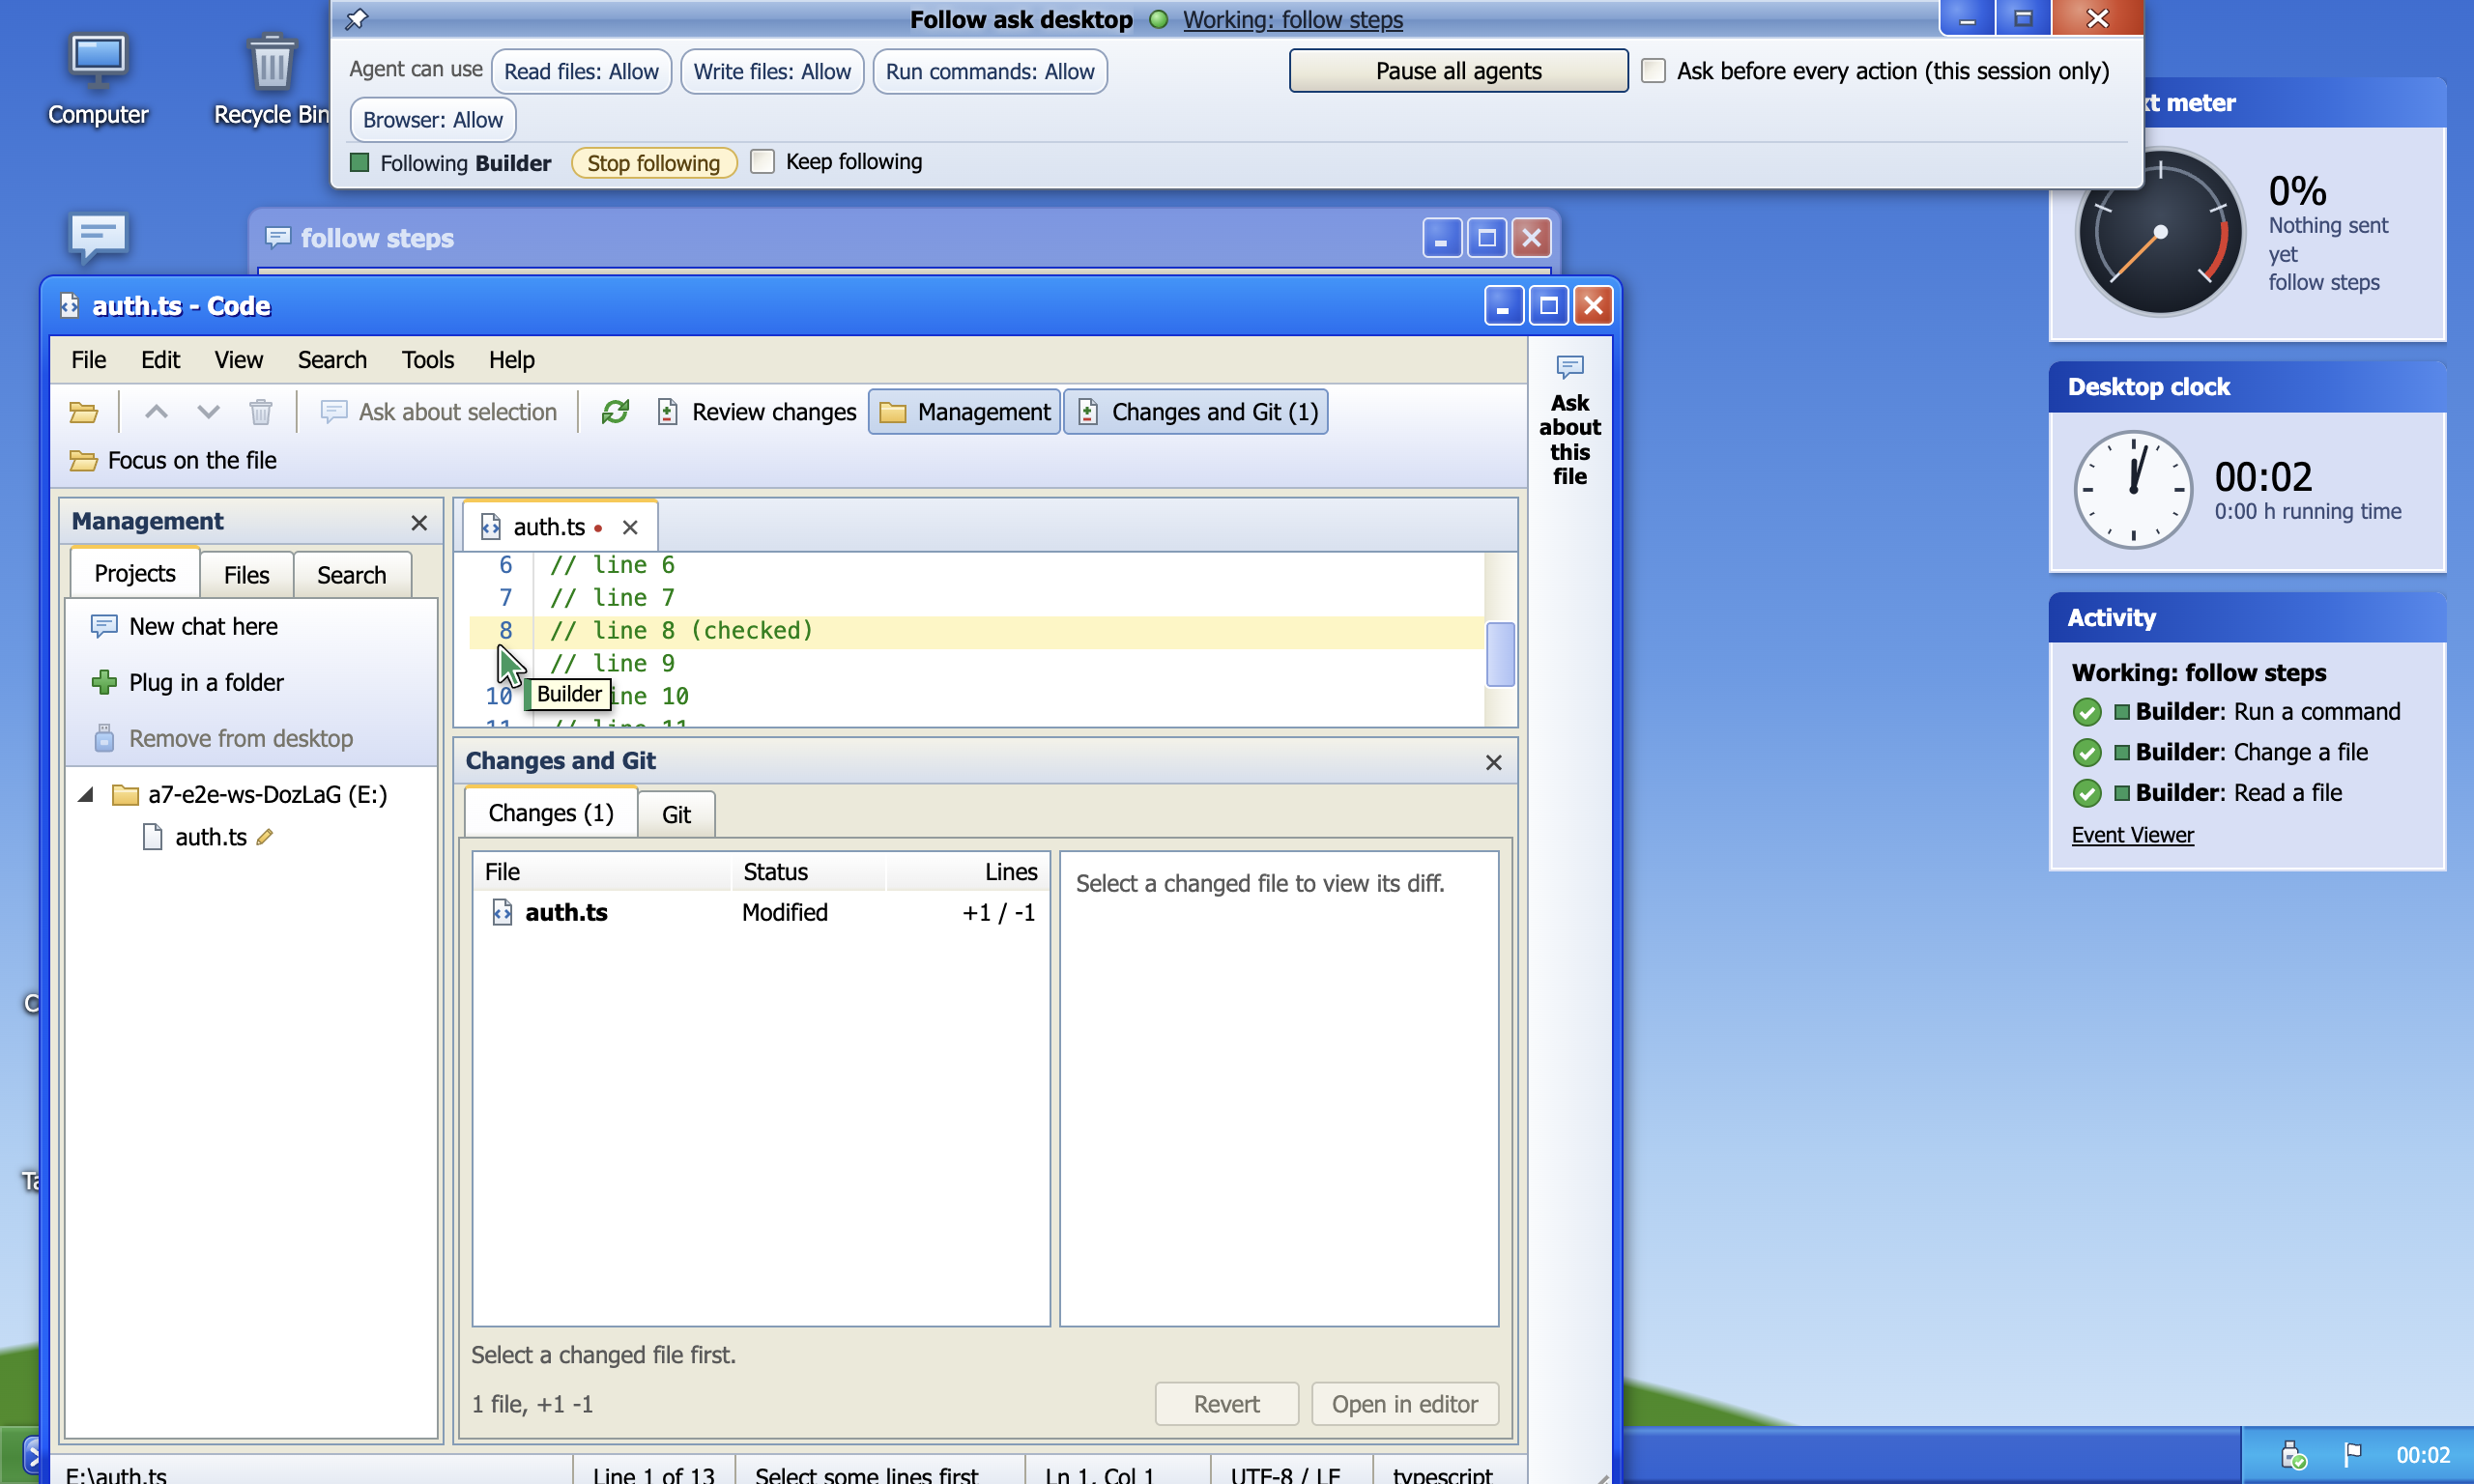 Follow ask desktop Working: follow steps
Agent can use Read files: Allow Write files: Allow Run commands: Allow Pause all agents Ask before every action (this session only)
Browser: Allow
Following Builder Stop following Keep following
Computer
Recycle Bin
xt meter
0%
Nothing sent
yet
follow steps
follow steps
auth.ts - Code
File Edit View Search Tools Help
Ask about selection Review changes Management Changes and Git (1)
Focus on the file
Ask
about
this
file
Desktop clock
00:02
0:00 h running time
Management
Projects Files Search
New chat here
Plug in a folder
Remove from desktop
a7-e2e-ws-DozLaG (E:)
auth.ts
auth.ts
6 // line 6
7 // line 7
8 // line 8 (checked)
// line 9
10 line 10
11 // line 11
Builder
Activity
Working: follow steps
Builder: Run a command
Builder: Change a file
Builder: Read a file
Event Viewer
Changes and Git
Changes (1) Git
File Status Lines
auth.ts Modified +1 / -1
Select a changed file to view its diff.
Select a changed file first.
1 file, +1 -1
Revert Open in editor
E:\auth.ts Line 1 of 13 Select some lines first Ln 1, Col 1 UTF-8 / LF typescript
00:02